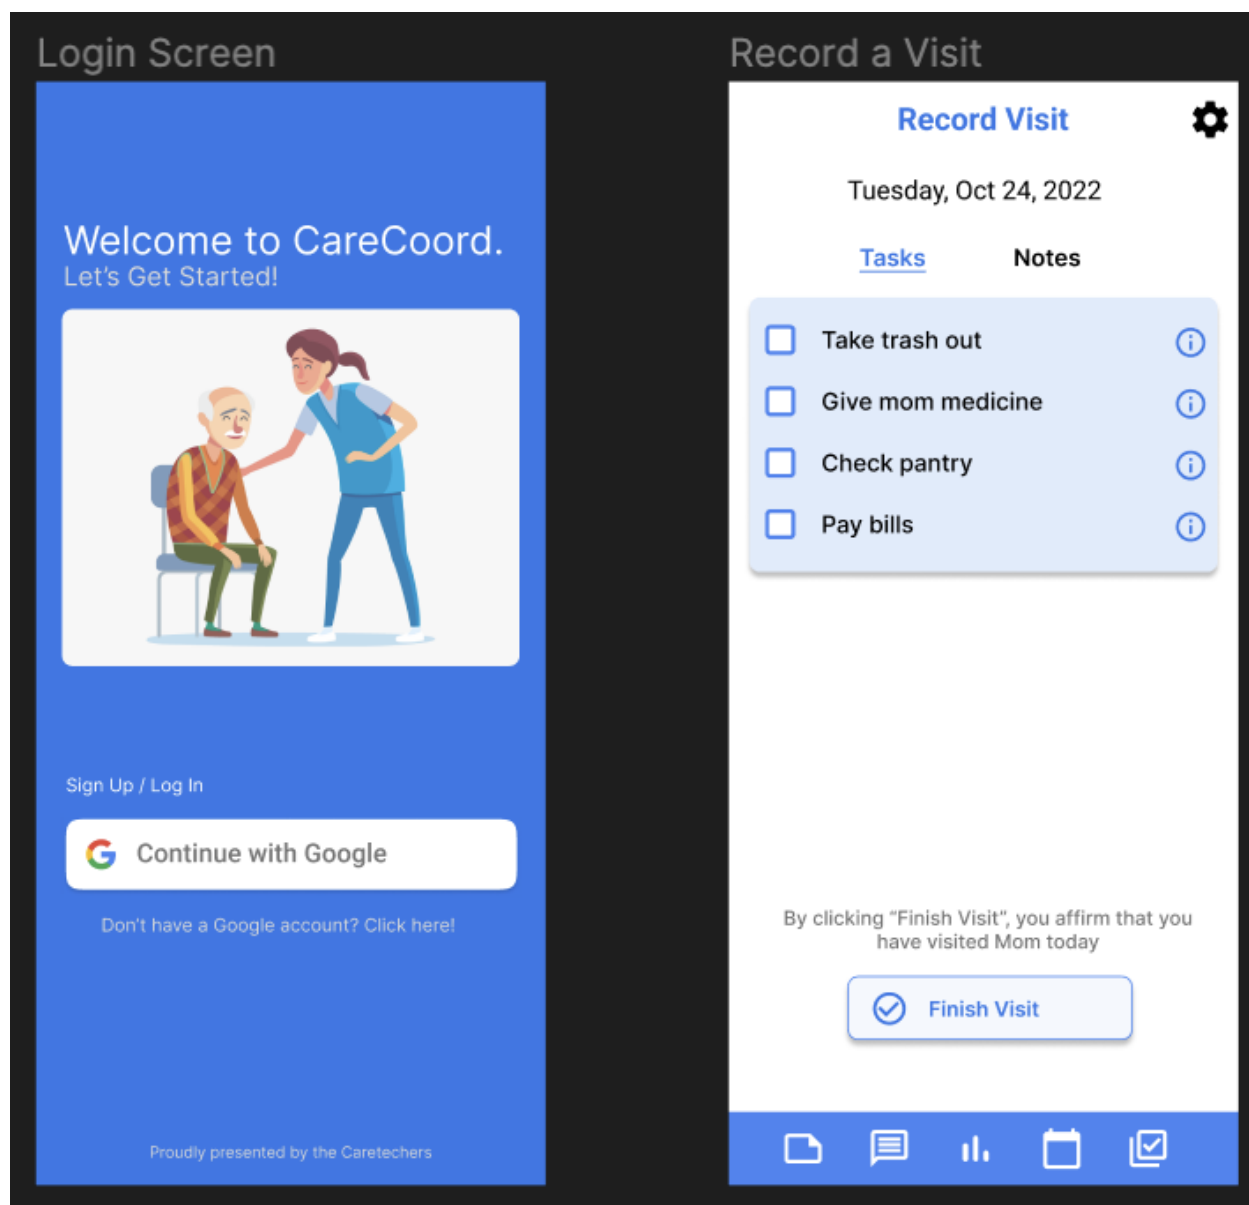 Login Screen
Welcome to CareCoord.
Let's Get Started!
Sign Up / Log In
Continue with Google
Don't have a Google account? Click here!
Proudly presented by the Caretechers
Record a Visit
Record Visit
Tuesday, Oct 24, 2022
Tasks Notes
Take trash out
Give mom medicine
Check pantry
Pay bills
By clicking “Finish Visit”, you affirm that you
have visited Mom today
Finish Visit